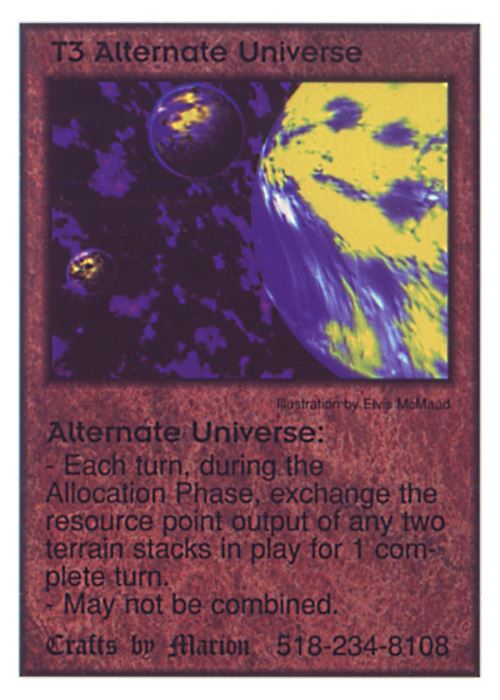 T3 Alternate Universe
Illustration by Elvis McMaad
Alternate Universe:
- Each turn, during the
Allocation Phase, exchange the
resource point output of any two
terrain stacks in play for 1 com-
plete turn.
- May not be combined.
Crafts by Marion 518-234-8108